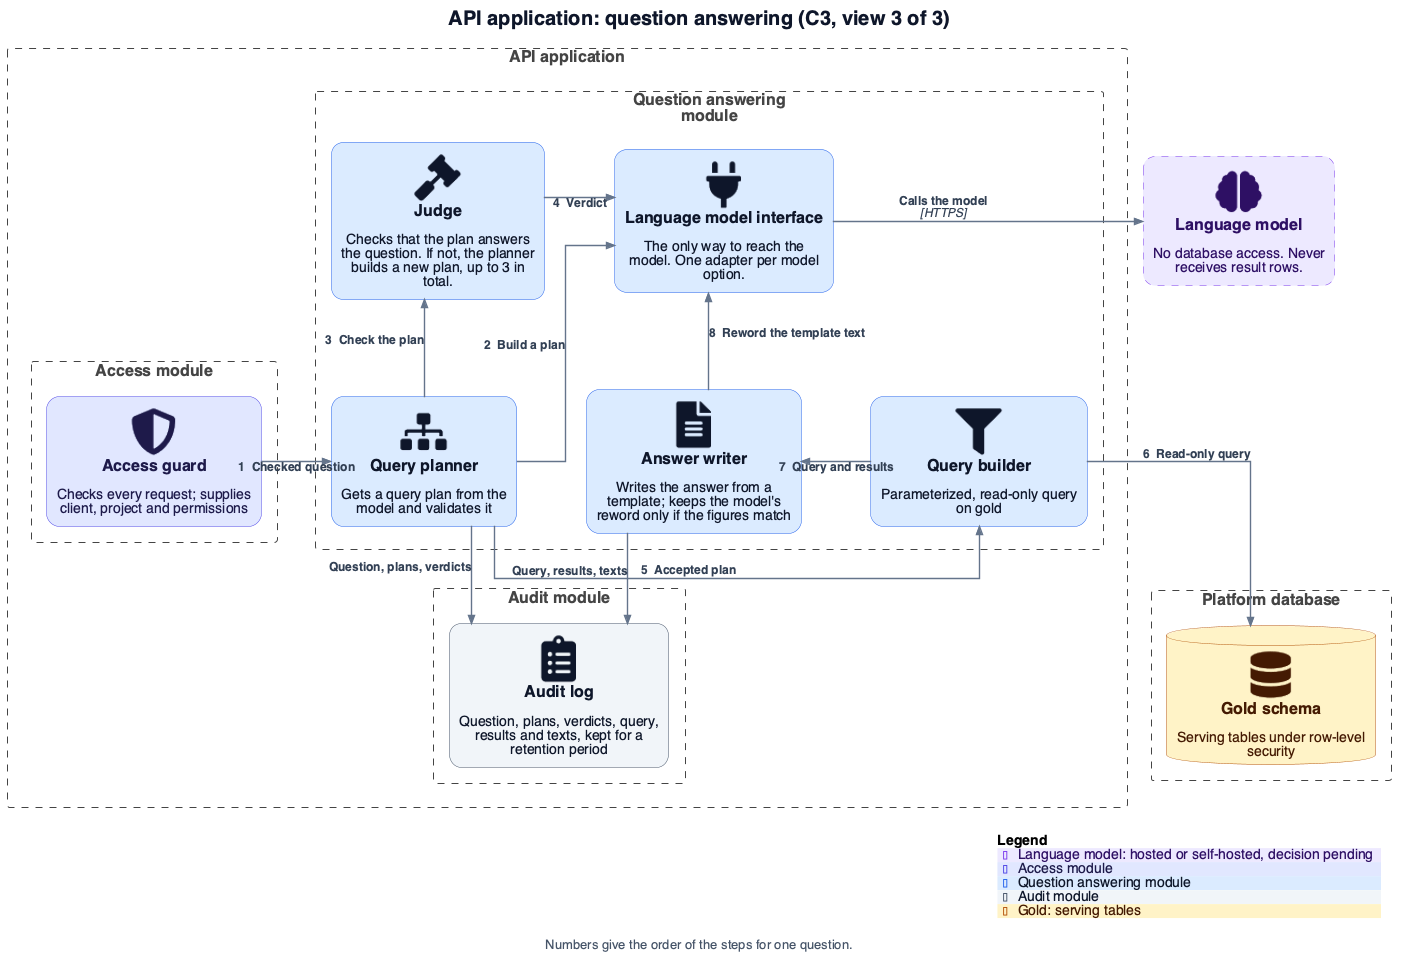 API application: question answering (C3, view 3 of 3)
API application
Question answering
module
Judge
Checks that the plan answers
the question. If not, the planner
builds a new plan, up to 3 in
total.
4 Verdict
Language model interface
The only way to reach the
model. One adapter per model
option.
Calls the model
[HTTPS]
Language model
No database access. Never
receives result rows.
3 Check the plan
2 Build a plan
8 Reword the template text
Access module
Access guard
Checks every request; supplies
client, project and permissions
1 Checked question
Query planner
Gets a query plan from the
model and validates it
Answer writer
Writes the answer from a
template; keeps the model's
reword only if the figures match
7 Query and results
Query builder
Parameterized, read-only query
on gold
6 Read-only query
Question, plans, verdicts
Query, results, texts
5 Accepted plan
Audit module
Audit log
Question, plans, verdicts, query,
results and texts, kept for a
retention period
Platform database
Gold schema
Serving tables under row-level
security
Legend
Language model: hosted or self-hosted, decision pending
Access module
Question answering module
Audit module
Gold: serving tables
Numbers give the order of the steps for one question.